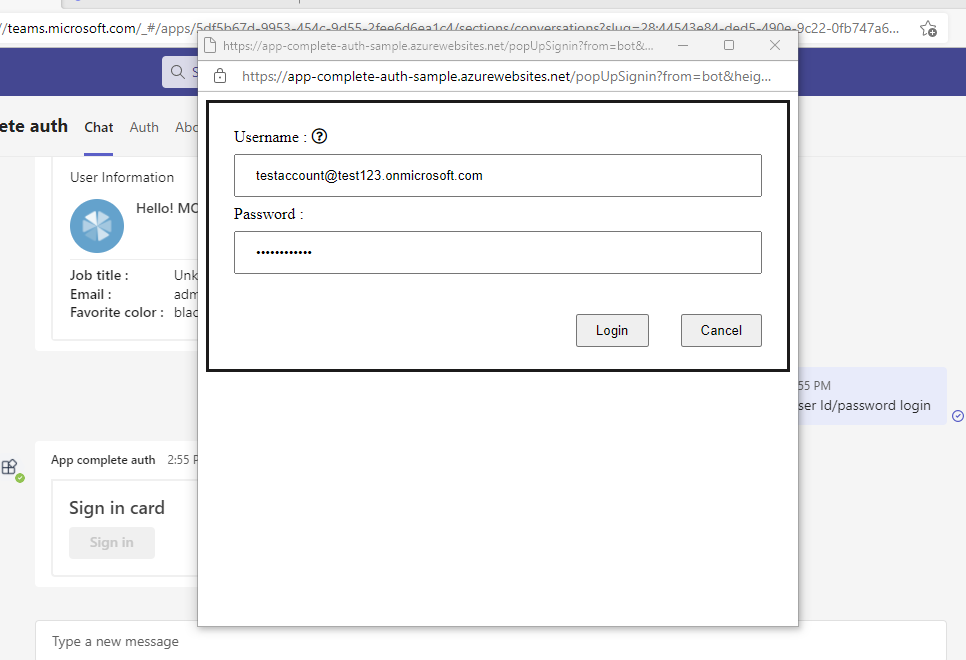 //teams.microsoft.com/_#/apps/5df5b67d-9953-454c-9d55-2fee6d6ea1c4/sections/conversations?slug=28:44543e84-ded5-490e-9c22-0fb747a6...
https://app-complete-auth-sample.azurewebsites.net/popUpSignin?from=bot&...
https://app-complete-auth-sample.azurewebsites.net/popUpSignin?from=bot&heig...
S
ete auth Chat Auth Abo
Username : ?
testaccount@test123.onmicrosoft.com
Password :
••••••••••••
Login Cancel
User Information
Hello! MO
Job title : Unk
Email : adm
Favorite color : blac
55 PM
ser Id/password login
App complete auth 2:55 P
Sign in card
Sign in
Type a new message